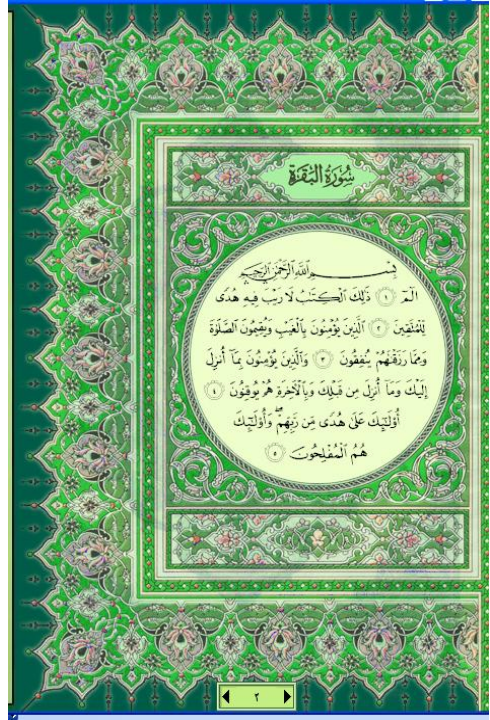 سُورَةُ البَقَرَةِ
بِسْمِ ٱللَّهِ ٱلرَّحْمَٰنِ ٱلرَّحِيمِ
الٓمٓ ١ ذَٰلِكَ ٱلْكِتَٰبُ لَا رَيْبَ فِيهِ هُدًى
لِّلْمُتَّقِينَ ٢ ٱلَّذِينَ يُؤْمِنُونَ بِٱلْغَيْبِ وَيُقِيمُونَ ٱلصَّلَوٰةَ
وَمِمَّا رَزَقْنَٰهُمْ يُنفِقُونَ ٣ وَٱلَّذِينَ يُؤْمِنُونَ بِمَآ أُنزِلَ
إِلَيْكَ وَمَآ أُنزِلَ مِن قَبْلِكَ وَبِٱلْأٓخِرَةِ هُمْ يُوقِنُونَ ٤
أُو۟لَٰٓئِكَ عَلَىٰ هُدًى مِّن رَّبِّهِمْ ۖ وَأُو۟لَٰٓئِكَ
هُمُ ٱلْمُفْلِحُونَ ٥
٢